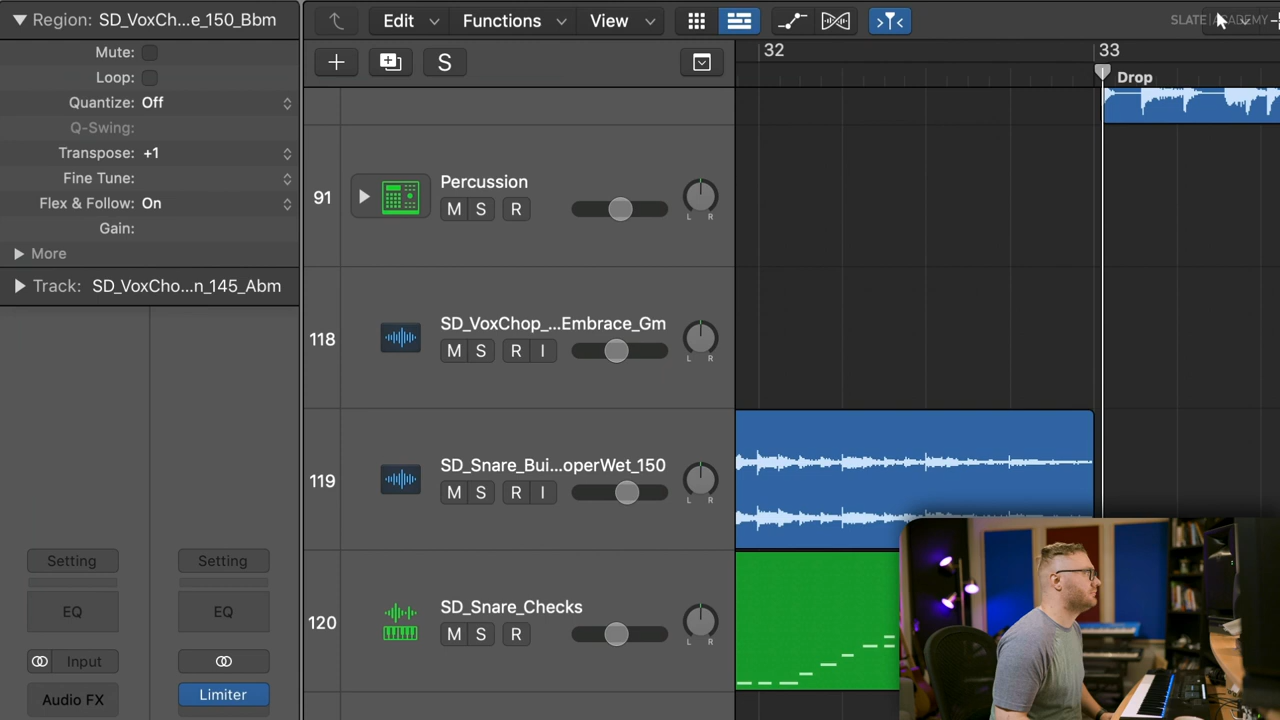 Region: SD_VoxCh...e_150_Bbm
Mute:
Loop:
Quantize: Off
Q-Swing:
Transpose: +1
Fine Tune:
Flex & Follow: On
Gain:
More
Track: SD_VoxCho...n_145_Abm
Setting Setting
EQ EQ
Input
Audio FX Limiter
Edit Functions View
SLATE|ACADEMY
S
32 33
Drop
91 Percussion
M S R
L R
118 SD_VoxChop_...Embrace_Gm
M S R I
L R
119 SD_Snare_Bui...operWet_150
M S R I
L R
120 SD_Snare_Checks
M S R
L R